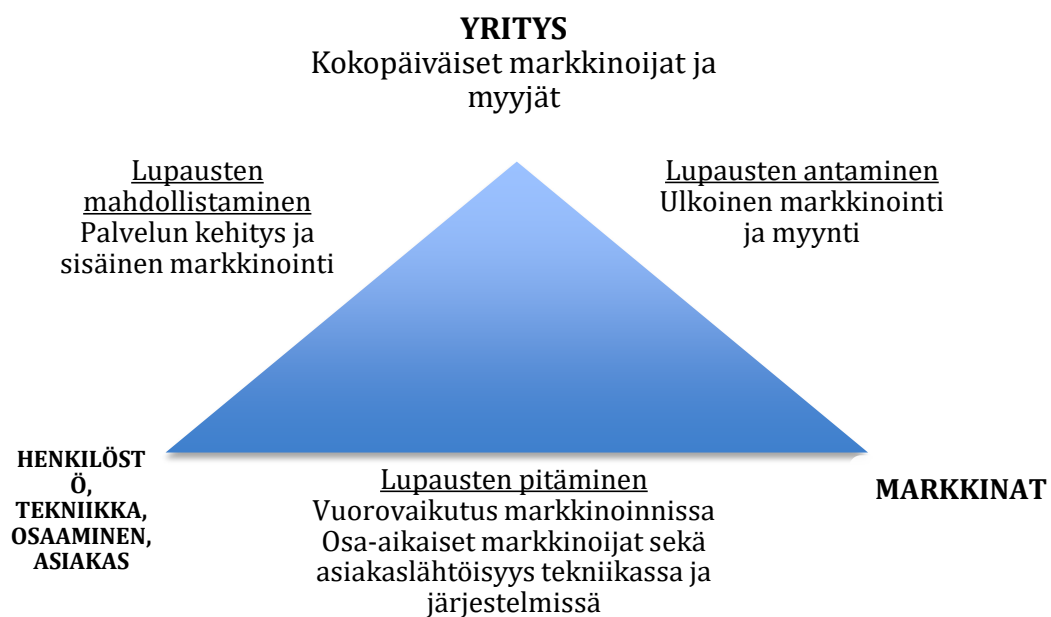 YRITYS
Kokopäiväiset markkinoijat ja
myyjät
Lupausten
mahdollistaminen
Palvelun kehitys ja
sisäinen markkinointi
Lupausten antaminen
Ulkoinen markkinointi
ja myynti
HENKILÖST
Ö,
TEKNIIKKA,
OSAAMINEN,
ASIAKAS
Lupausten pitäminen
Vuorovaikutus markkinoinnissa
Osa-aikaiset markkinoijat sekä
asiakaslähtöisyys tekniikassa ja
järjestelmissä
MARKKINAT